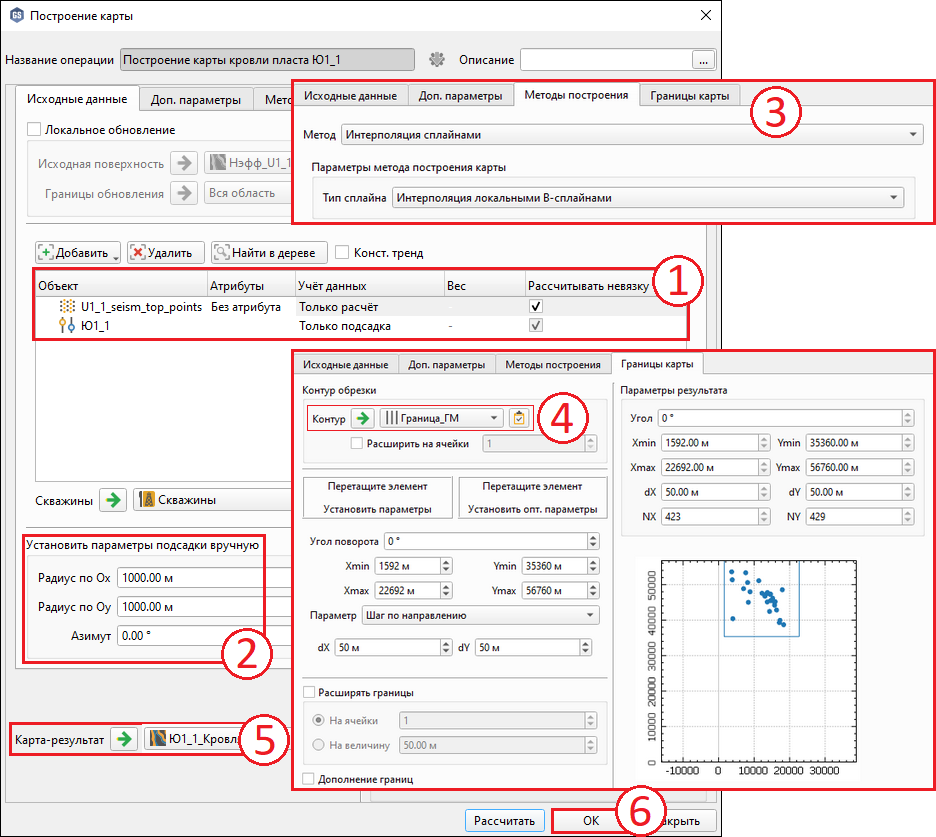 Построение карты
Название операции Построение карты кровли пласта Ю1_1 Описание ...
Исходные данные Доп. параметры
Локальное обновление
Исходная поверхность Нэфф_U1_1
Границы обновления Вся область
Добавить Удалить Найти в дереве Конст. тренд
Объект Атрибуты Учёт данных Вес Рассчитывать невязку
U1_1_seism_top_points Без атрибута Только расчёт -
Ю1_1 Только подсадка -
1
Скважины Скважины
Установить параметры подсадки вручную
Радиус по Ox 1000.00 м
Радиус по Oy 1000.00 м
Азимут 0.00 °
2
Исходные данные Доп. параметры Методы построения Границы карты
3
Метод Интерполяция сплайнами
Параметры метода построения карты
Тип сплайна Интерполяция локальными B-сплайнами
Исходные данные Доп. параметры Методы построения Границы карты
Контур обрезки
Контур Граница_ГМ
4
Расширить на ячейки 1
Перетащите элемент Перетащите элемент
Установить параметры Установить опт. параметры
Угол поворота 0 °
Xmin 1592 м Ymin 35360 м
Xmax 22692 м Ymax 56760 м
Параметр Шаг по направлению
dX 50 м dY 50 м
Расширять границы
На ячейки 1
На величину 50.00 м
Дополнение границ
Параметры результата
Угол 0 °
Xmin 1592.00 м Ymin 35360.00 м
Xmax 22692.00 м Ymax 56760.00 м
dX 50.00 м dY 50.00 м
NX 423 NY 429
50000
40000
30000
20000
10000
0
-10000 0 10000 20000 30000
Карта-результат Ю1_1_Кровл
5
6
Рассчитать ОК